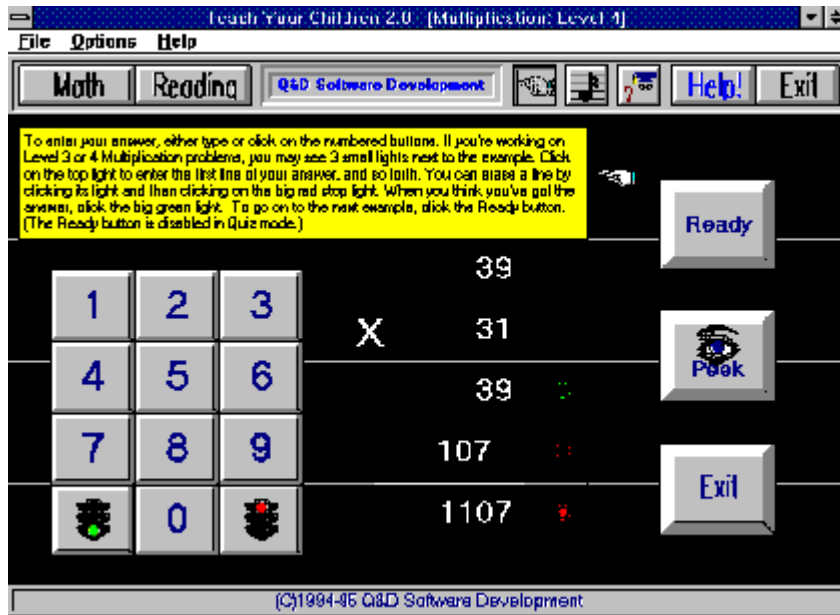 Teach Your Children 2.0 - [Multiplication: Level 4]
File Options Help
Math Reading Q&D Software Development Help! Exit
To enter your answer, either type or click on the numbered buttons. If you're working on
Level 3 or 4 Multiplication problems, you may see 3 small lights next to the example. Click
on the top light to enter the first line of your answer, and so forth. You can erase a line by
clicking its light and then clicking on the big red stop light. When you think you've got the
answer, click the big green light. To go on to the next example, click the Ready button.
(The Ready button is disabled in Quiz mode.)
Ready
39
1 2 3
X 31
Peek
4 5 6
39
7 8 9
107
Exit
0
1107
(C)1994-95 Q&D Software Development